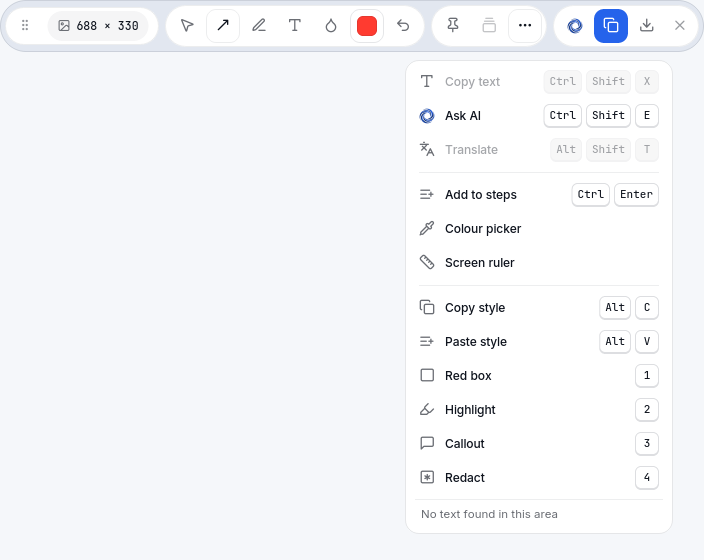 688 × 330
Copy text Ctrl Shift X
Ask AI Ctrl Shift E
Translate Alt Shift T
Add to steps Ctrl Enter
Colour picker
Screen ruler
Copy style Alt C
Paste style Alt V
Red box 1
Highlight 2
Callout 3
Redact 4
No text found in this area